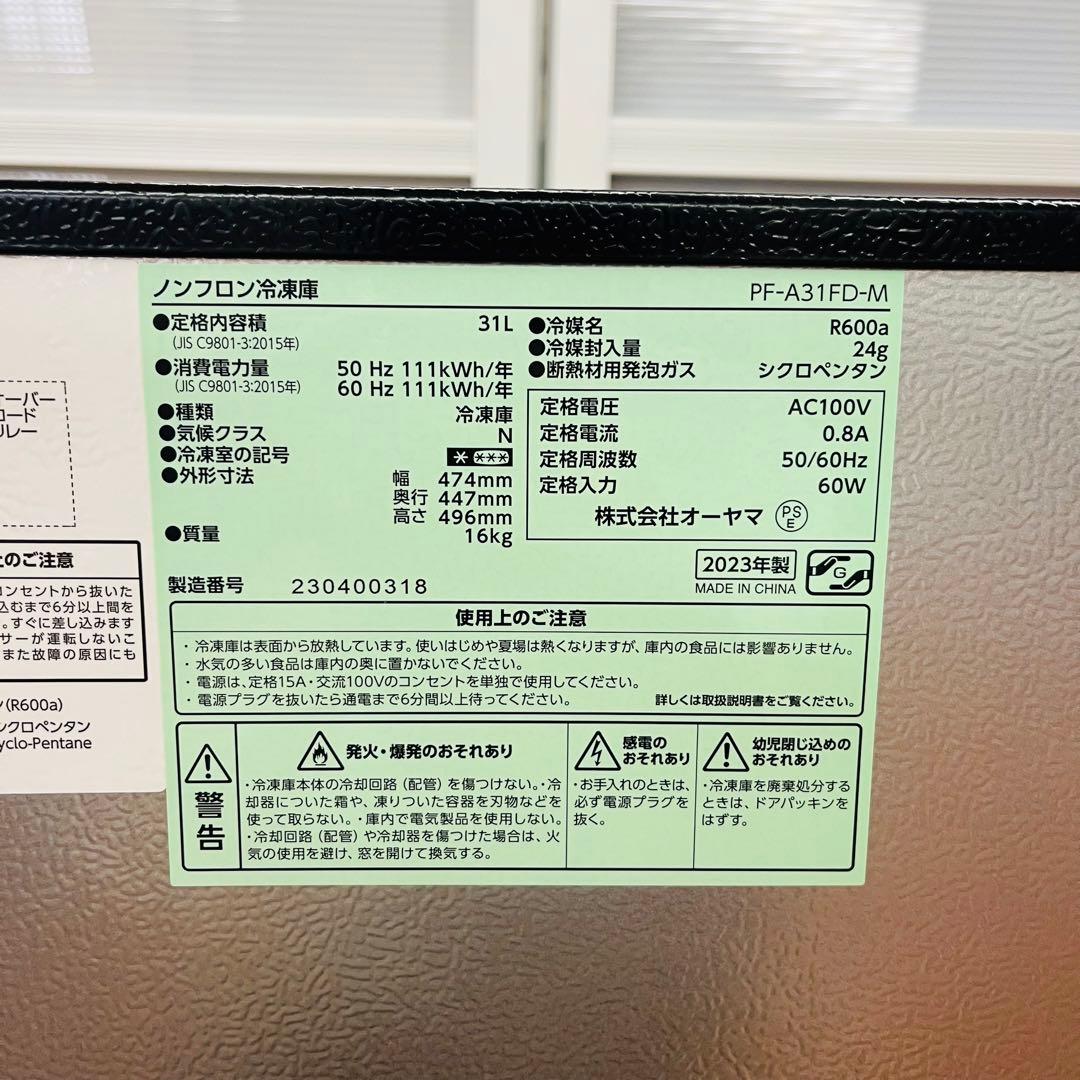 ノンフロン冷凍庫 PF-A31FD-M
●定格内容積 31L
(JIS C9801-3:2015年)
●消費電力量 50 Hz 111kWh/年
(JIS C9801-3:2015年) 60 Hz 111kWh/年
●種類 冷凍庫
●気候クラス N
●冷凍室の記号
●外形寸法 幅 474mm
奥行 447mm
高さ 496mm
●質量 16kg
●冷媒名 R600a
●冷媒封入量 24g
●断熱材用発泡ガス シクロペンタン
定格電圧 AC100V
定格電流 0.8A
定格周波数 50/60Hz
定格入力 60W
株式会社オーヤマ PSE
製造番号 230400318
2023年製
MADE IN CHINA
G
使用上のご注意
・冷凍庫は表面から放熱しています。使いはじめや夏場は熱くなりますが、庫内の食品には影響ありません。
・水気の多い食品は庫内の奥に置かないでください。
・電源は、定格15A・交流100Vのコンセントを単独で使用してください。
・電源プラグを抜いたら通電まで6分間以上待ってください。 詳しくは取扱説明書をご覧ください。
警告
発火・爆発のおそれあり
・冷凍庫本体の冷却回路（配管）を傷つけない。・冷
却器についた霜や、凍りついた容器を刃物などを
使って取らない。・庫内で電気製品を使用しない。
・冷却回路（配管）や冷却器を傷つけた場合は、火
気の使用を避け、窓を開けて換気する。
感電の
おそれあり
・お手入れのときは、
必ず電源プラグを
抜く。
幼児閉じ込めの
おそれあり
・冷凍庫を廃棄処分する
ときは、ドアパッキンを
はずす。
オーバー
ロード
リレー
上のご注意
コンセントから抜いた
込むまで6分以上間を
。すぐに差し込みます
サーが運転しないこ
また故障の原因にも
ン(R600a)
シクロペンタン
yclo-Pentane